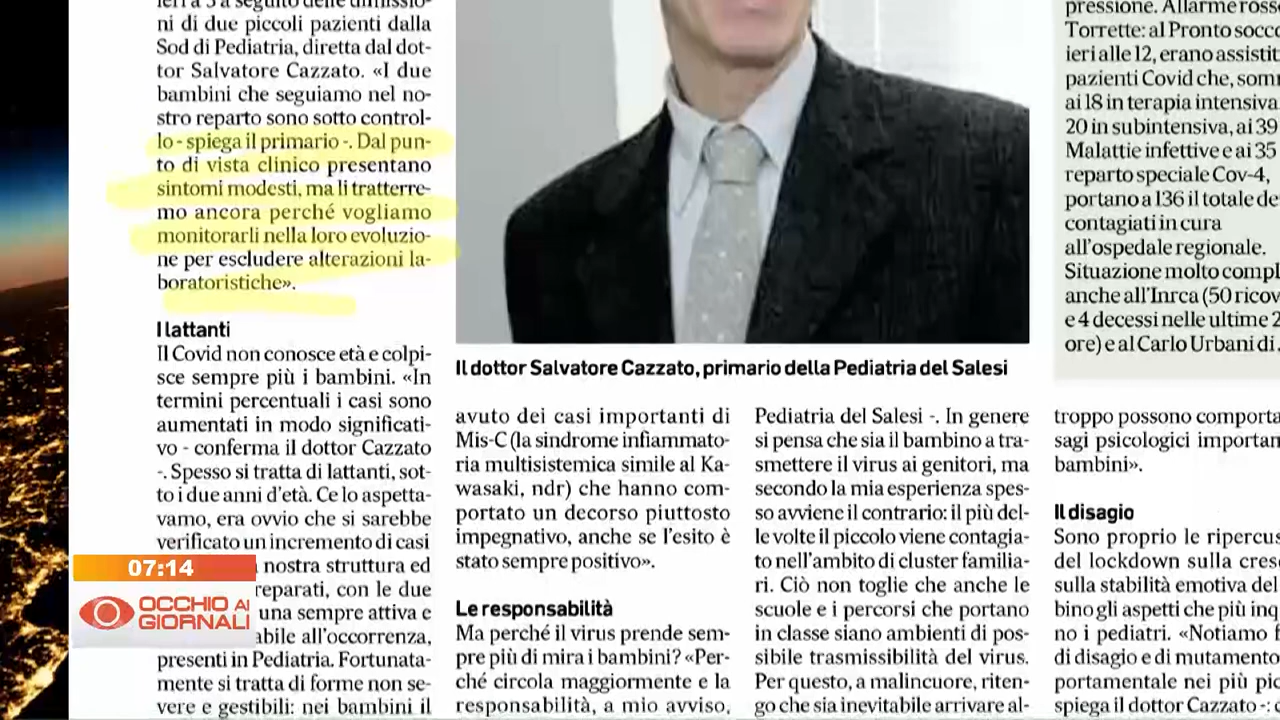 ni di due piccoli pazienti dalla
Sod di Pediatria, diretta dal dot-
tor Salvatore Cazzato. «I due
bambini che seguiamo nel no-
stro reparto sono sotto control-
lo - spiega il primario -. Dal pun-
to di vista clinico presentano
sintomi modesti, ma li tratterre-
mo ancora perché vogliamo
monitorarli nella loro evoluzio-
ne per escludere alterazioni la-
boratoristiche».
I lattanti
Il Covid non conosce età e colpi-
sce sempre più i bambini. «In
termini percentuali i casi sono
aumentati in modo significati-
vo - conferma il dottor Cazzato
-. Spesso si tratta di lattanti, sot-
to i due anni d'età. Ce lo aspetta-
vamo, era ovvio che si sarebbe
verificato un incremento di casi
nostra struttura ed
reparati, con le due
una sempre attiva e
abile all'occorrenza,
presenti in Pediatria. Fortunata-
mente si tratta di forme non se-
vere e gestibili: nei bambini il
07:14
OCCHIO AI
GIORNALI
Il dottor Salvatore Cazzato, primario della Pediatria del Salesi
avuto dei casi importanti di
Mis-C (la sindrome infiammato-
ria multisistemica simile al Ka-
wasaki, ndr) che hanno com-
portato un decorso piuttosto
impegnativo, anche se l'esito è
stato sempre positivo».
Le responsabilità
Ma perché il virus prende sem-
pre più di mira i bambini? «Per-
ché circola maggiormente e la
responsabilità, a mio avviso,
Pediatria del Salesi -. In genere
si pensa che sia il bambino a tra-
smettere il virus ai genitori, ma
secondo la mia esperienza spes-
so avviene il contrario: il più del-
le volte il piccolo viene contagia-
to nell'ambito di cluster familia-
ri. Ciò non toglie che anche le
scuole e i percorsi che portano
in classe siano ambienti di pos-
sibile trasmissibilità del virus.
Per questo, a malincuore, riten-
go che sia inevitabile arrivare al-
pressione. Allarme rosso
Torrette: al Pronto socco
ieri alle 12, erano assistit
pazienti Covid che, som
ai 18 in terapia intensiva
20 in subintensiva, ai 39
Malattie infettive e ai 35
reparto speciale Cov-4,
portano a 136 il totale de
contagiati in cura
all'ospedale regionale.
Situazione molto compl
anche all'Inrca (50 ricov
e 4 decessi nelle ultime 2
ore) e al Carlo Urbani di
troppo possono comporta
sagi psicologici importan
bambini».
Il disagio
Sono proprio le ripercus
del lockdown sulla cresc
sulla stabilità emotiva del
bino gli aspetti che più inq
no i pediatri. «Notiamo
di disagio e di mutamento
portamentale nei più pic
spiega il dottor Cazzato -: